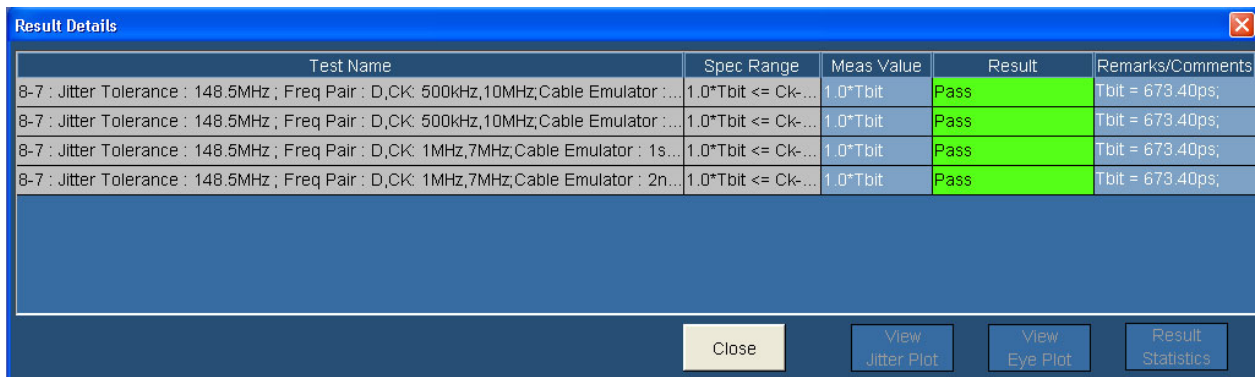 Result Details
Test Name Spec Range Meas Value Result Remarks/Comments
8-7 : Jitter Tolerance : 148.5MHz ; Freq Pair : D,CK: 500kHz,10MHz;Cable Emulator :... 1.0*Tbit <= Ck-... 1.0*Tbit Pass Tbit = 673.40ps;
8-7 : Jitter Tolerance : 148.5MHz ; Freq Pair : D,CK: 500kHz,10MHz;Cable Emulator :... 1.0*Tbit <= Ck-... 1.0*Tbit Pass Tbit = 673.40ps;
8-7 : Jitter Tolerance : 148.5MHz ; Freq Pair : D,CK: 1MHz,7MHz;Cable Emulator : 1s... 1.0*Tbit <= Ck-... 1.0*Tbit Pass Tbit = 673.40ps;
8-7 : Jitter Tolerance : 148.5MHz ; Freq Pair : D,CK: 1MHz,7MHz;Cable Emulator : 2n... 1.0*Tbit <= Ck-... 1.0*Tbit Pass Tbit = 673.40ps;
Close
View
Jitter Plot
View
Eye Plot
Result
Statistics